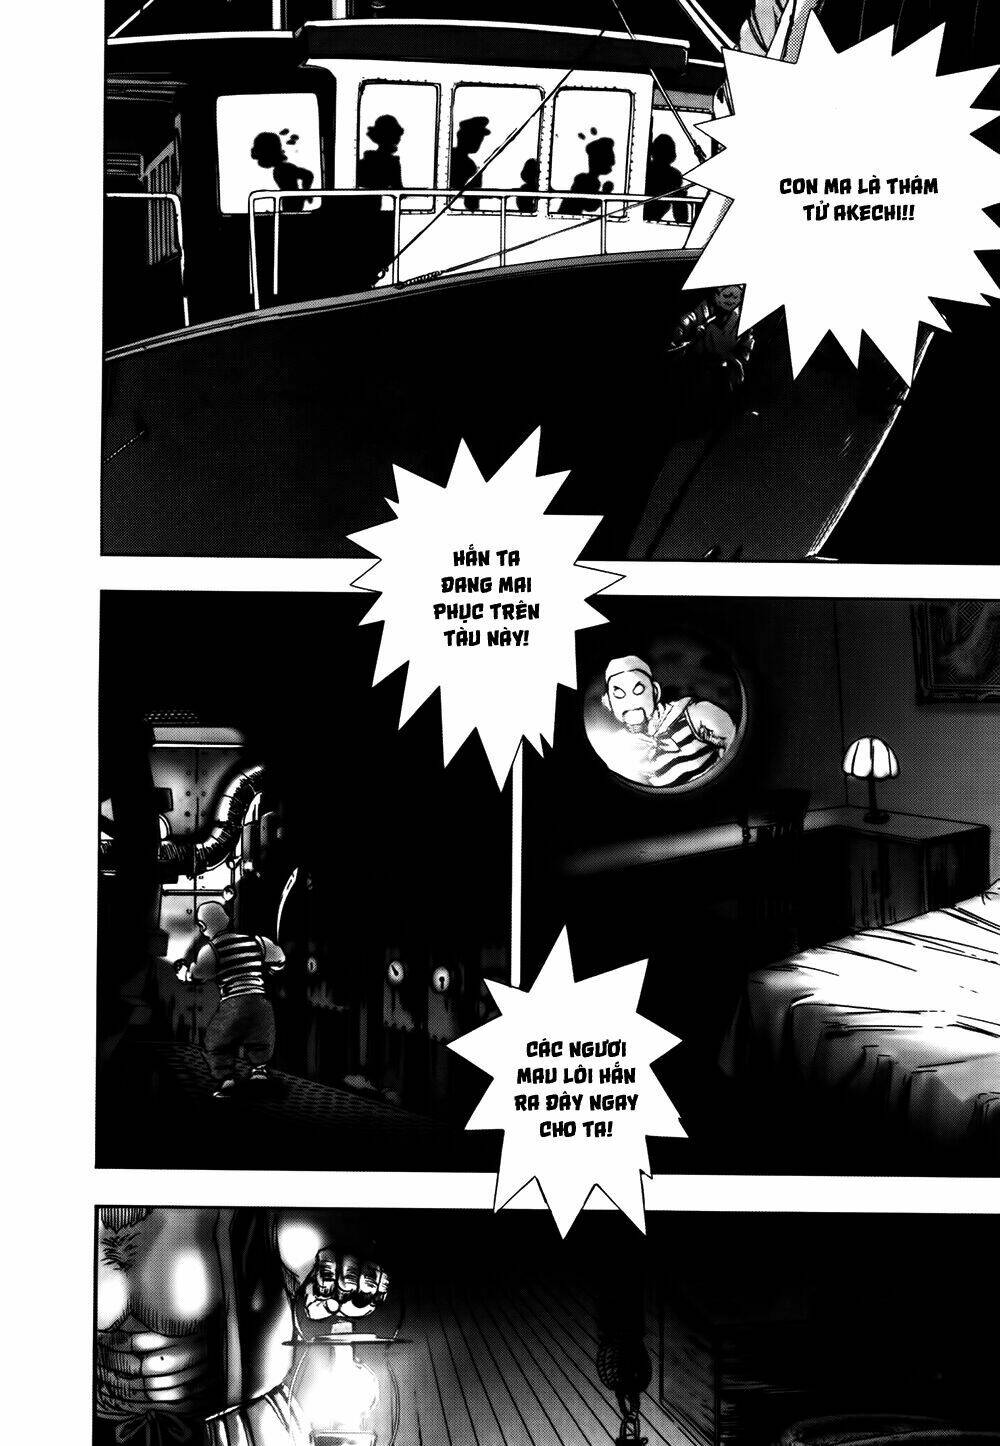 CON MA LÀ THÁM
TỬ AKECHI!!
HẮN TA
ĐANG MAI
PHỤC TRÊN
TÀU NÀY!
CÁC NGƯƠI
MAU LÔI HẮN
RA ĐÂY NGAY
CHO TA!